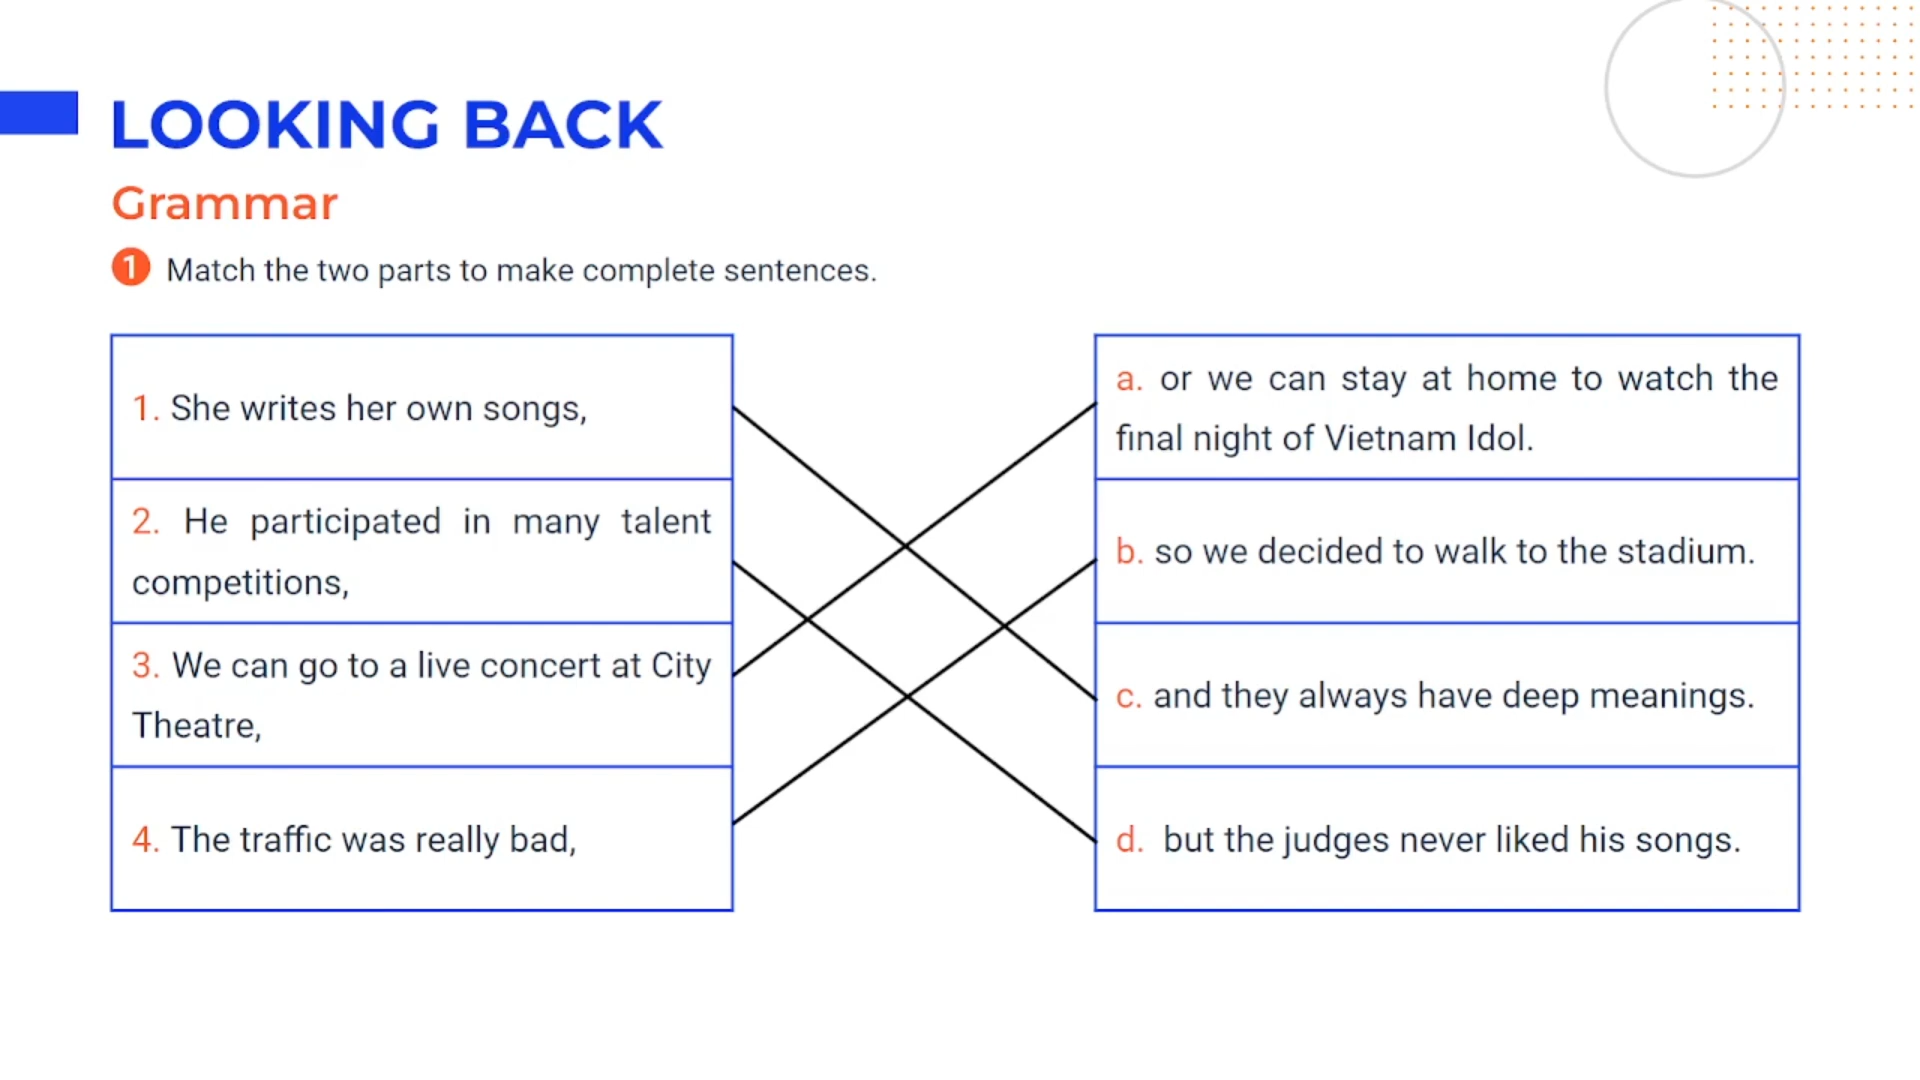 LOOKING BACK
Grammar
1 Match the two parts to make complete sentences.
1. She writes her own songs,
2. He participated in many talent
competitions,
3. We can go to a live concert at City
Theatre,
4. The traffic was really bad,
a. or we can stay at home to watch the
final night of Vietnam Idol.
b. so we decided to walk to the stadium.
c. and they always have deep meanings.
d. but the judges never liked his songs.